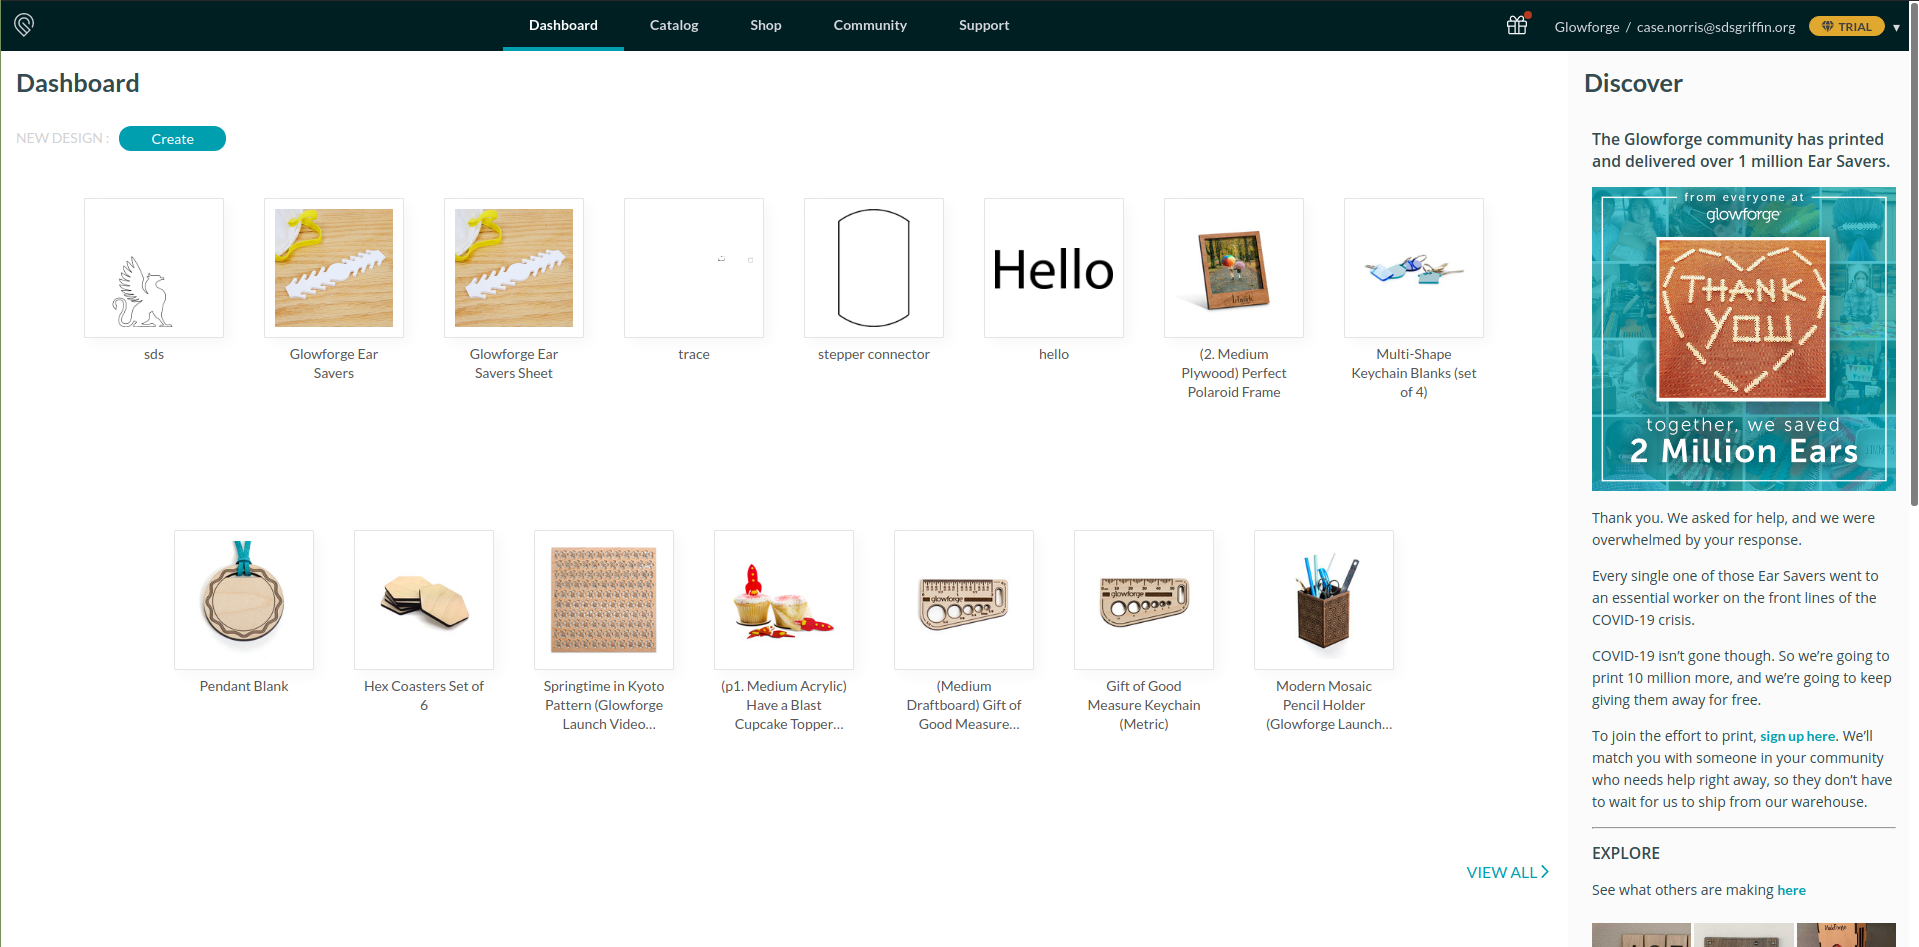 Dashboard
Catalog
Shop
Community
Support
Glowforge / case.norris@sdsgriffin.org
TRIAL
Dashboard
NEW DESIGN :
Create
sds
Glowforge Ear
Savers
Glowforge Ear
Savers Sheet
trace
stepper connector
Hello
hello
(2. Medium
Plywood) Perfect
Polaroid Frame
Multi-Shape
Keychain Blanks (set
of 4)
Pendant Blank
Hex Coasters Set of
6
Springtime in Kyoto
Pattern (Glowforge
Launch Video...
(p1. Medium Acrylic)
Have a Blast
Cupcake Topper...
glowforge
(Medium
Draftboard) Gift of
Good Measure...
glowforge
Gift of Good
Measure Keychain
(Metric)
Modern Mosaic
Pencil Holder
(Glowforge Launch...
VIEW ALL
Discover
The Glowforge community has printed
and delivered over 1 million Ear Savers.
from everyone at
glowforge
THANK
YOU
together, we saved
2 Million Ears
Thank you. We asked for help, and we were
overwhelmed by your response.
Every single one of those Ear Savers went to
an essential worker on the front lines of the
COVID-19 crisis.
COVID-19 isn’t gone though. So we’re going to
print 10 million more, and we’re going to keep
giving them away for free.
To join the effort to print, sign up here. We’ll
match you with someone in your community
who needs help right away, so they don’t have
to wait for us to ship from our warehouse.
EXPLORE
See what others are making here